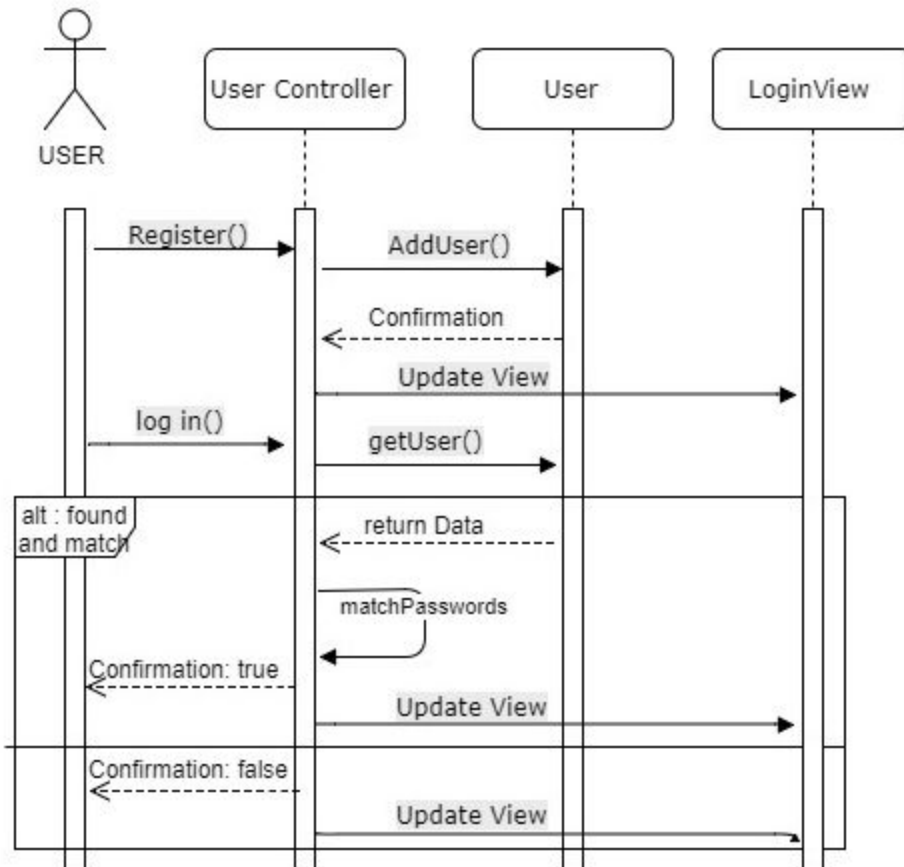 USER
User Controller
User
LoginView
Register()
AddUser()
Confirmation
Update View
log in()
getUser()
alt : found
and match
return Data
matchPasswords
Confirmation: true
Update View
Confirmation: false
Update View